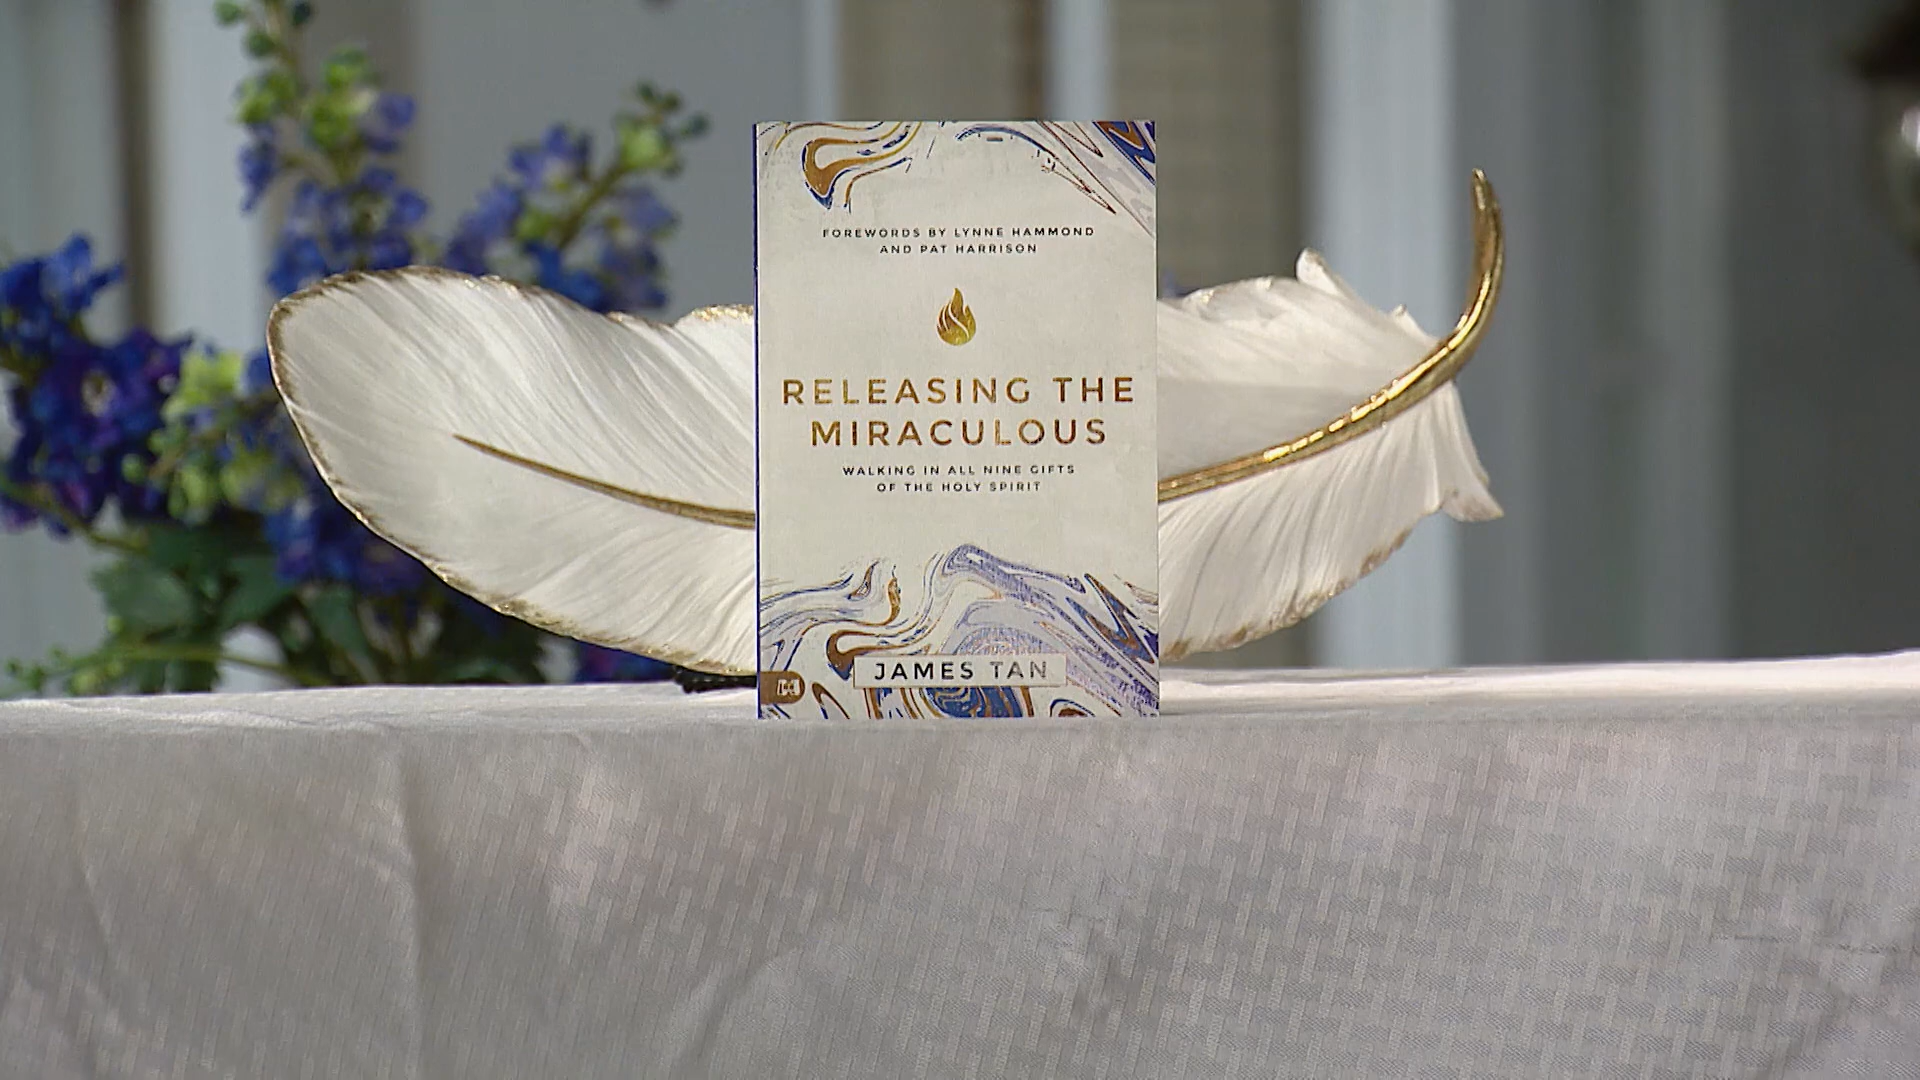 FOREWORDS BY LYNNE HAMMOND
AND PAT HARRISON
RELEASING THE
MIRACULOUS
WALKING IN ALL NINE GIFTS
OF THE HOLY SPIRIT
JAMES TAN